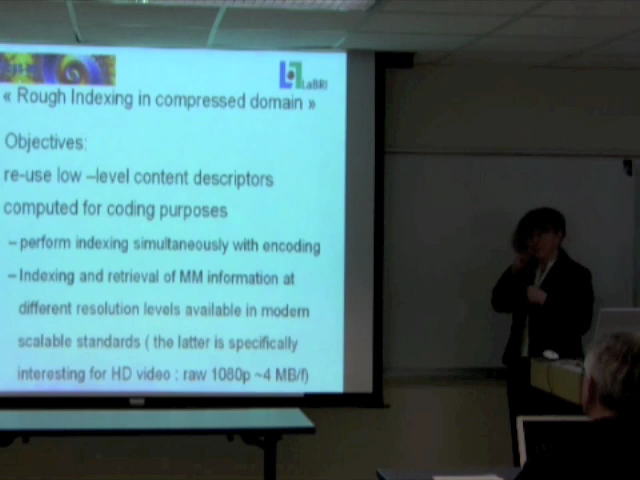 LaBRI
« Rough Indexing in compressed domain »
Objectives:
re-use low –level content descriptors
computed for coding purposes
– perform indexing simultaneously with encoding
– Indexing and retrieval of MM information at
different resolution levels available in modern
scalable standards ( the latter is specifically
interesting for HD video : raw 1080p ~4 MB/f)